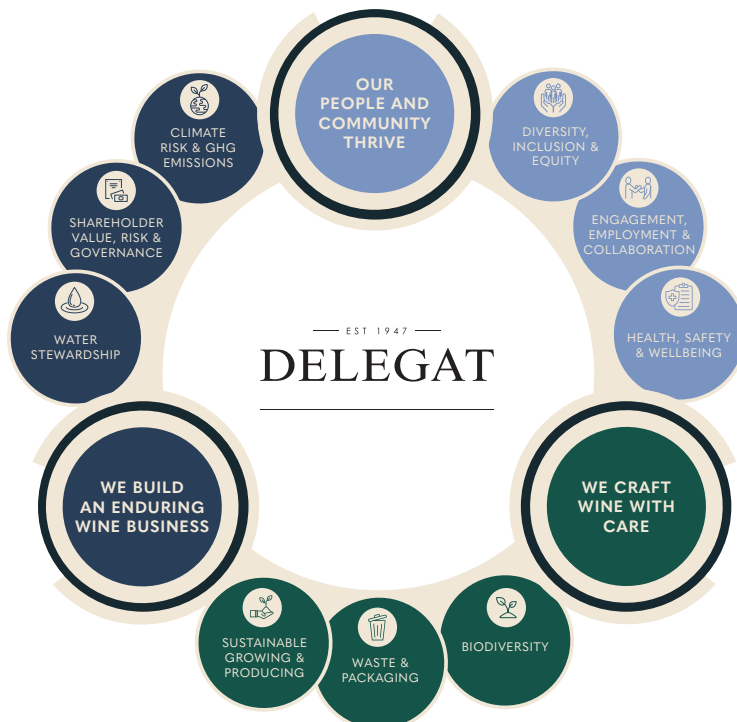 OUR
PEOPLE AND
COMMUNITY
THRIVE
DIVERSITY,
INCLUSION &
EQUITY
ENGAGEMENT,
EMPLOYMENT &
COLLABORATION
HEALTH, SAFETY
& WELLBEING
WE CRAFT
WINE WITH
CARE
BIODIVERSITY
WASTE &
PACKAGING
SUSTAINABLE
GROWING &
PRODUCING
WE BUILD
AN ENDURING
WINE BUSINESS
WATER
STEWARDSHIP
SHAREHOLDER
VALUE, RISK &
GOVERNANCE
CLIMATE
RISK & GHG
EMISSIONS
EST 1947
DELEGAT